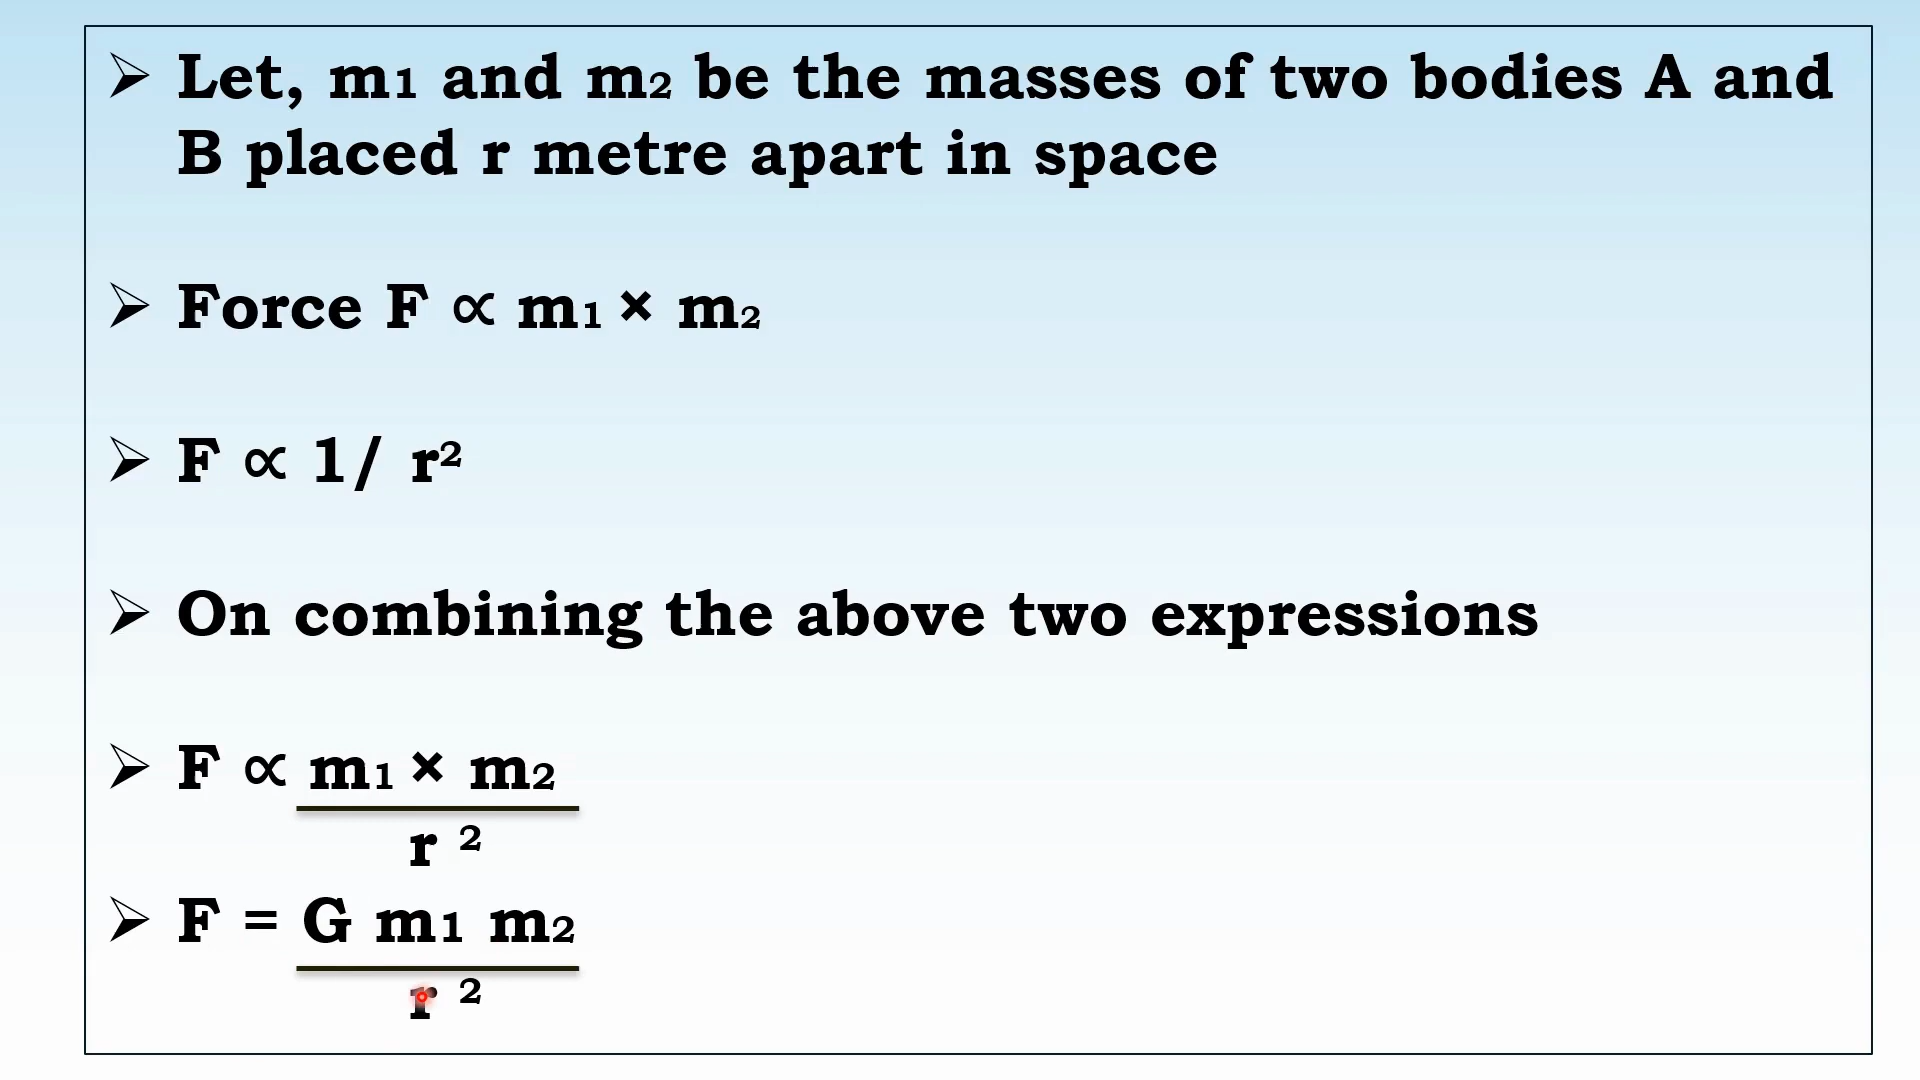 ➢ Let, m₁ and m₂ be the masses of two bodies A and
B placed r metre apart in space
➢ Force F ∝ m₁ × m₂
➢ F ∝ 1/ r²
➢ On combining the above two expressions
➢ F ∝ m₁ × m₂
r ²
➢ F = G m₁ m₂
r ²